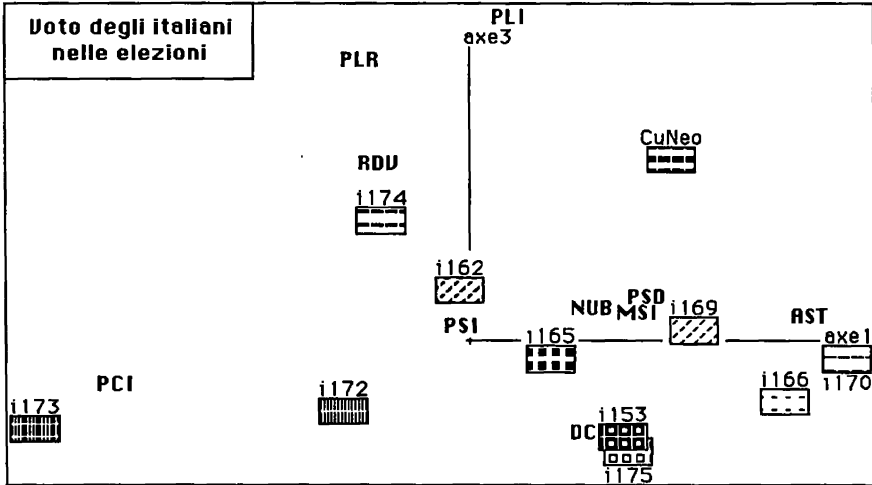 Voto degli italiani
nelle elezioni
PLI
axe3
PLR
CuNeo
RDV
i174
i162
PSD
NUB MSI i169
PSI
i165
AST
axe1
PCI
i172
i166
i170
i173
i153
DC
i175